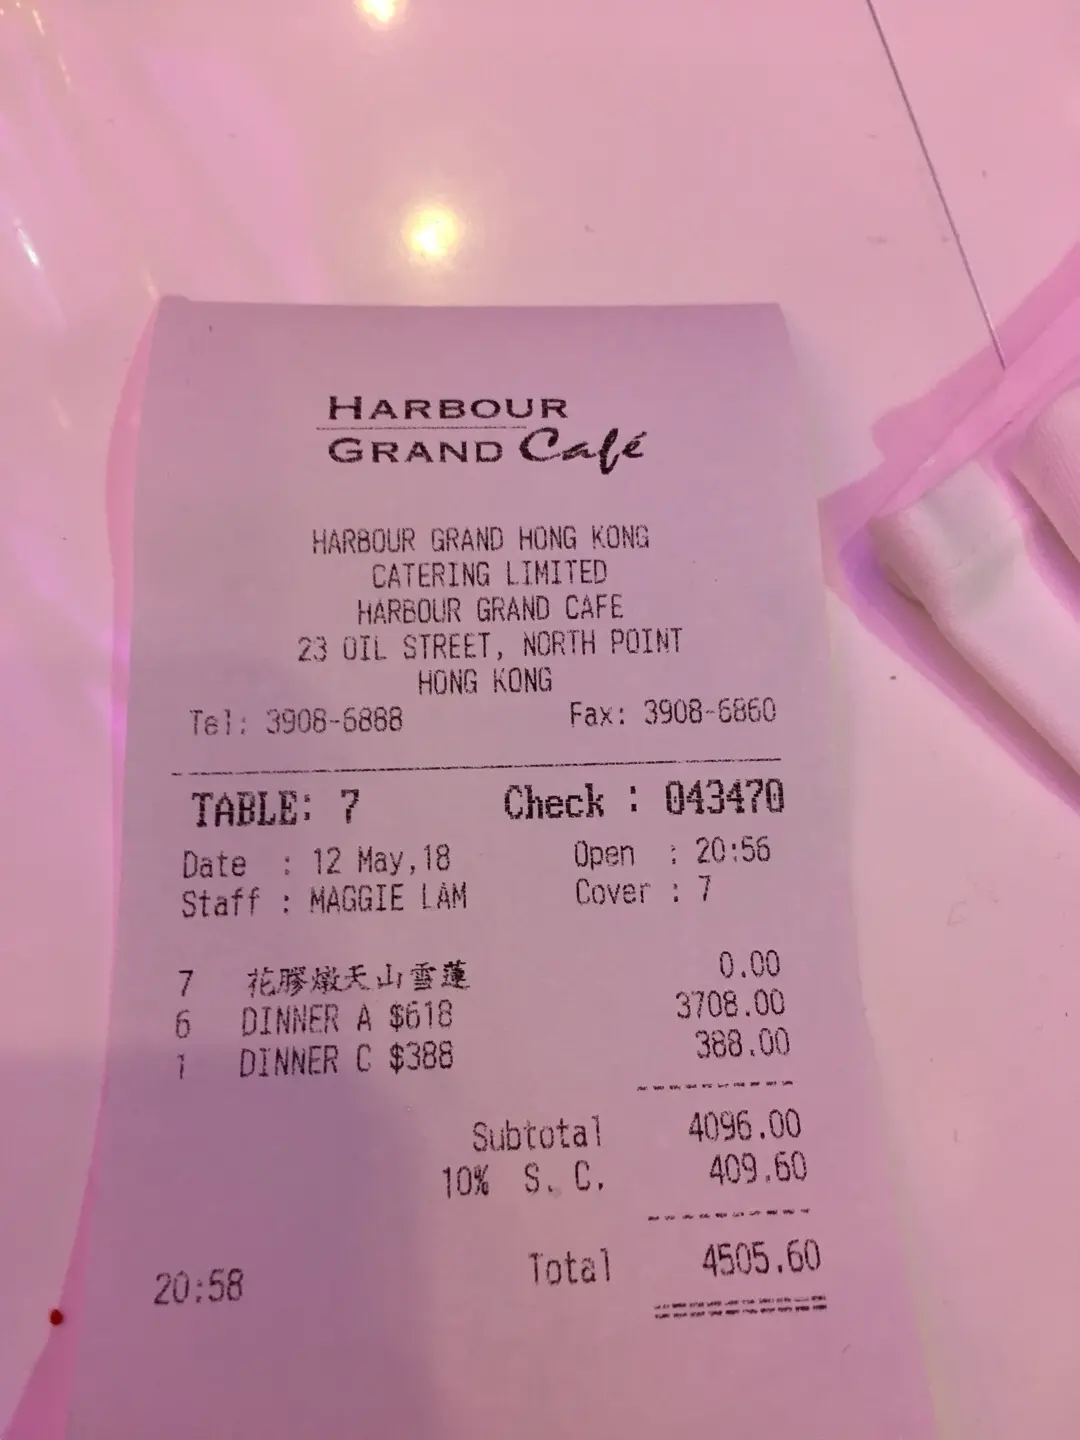 HARBOUR
GRAND Café
HARBOUR GRAND HONG KONG
CATERING LIMITED
HARBOUR GRAND CAFE
23 OIL STREET, NORTH POINT
HONG KONG
Tel: 3908-6888 Fax: 3908-6860
TABLE: 7 Check : 043470
Date : 12 May,18 Open : 20:56
Staff : MAGGIE LAM Cover : 7
7 花膠燉天山雪蓮 0.00
6 DINNER A $618 3708.00
1 DINNER C $388 388.00
Subtotal 4096.00
10% S. C. 409.60
Total 4505.60
20:58